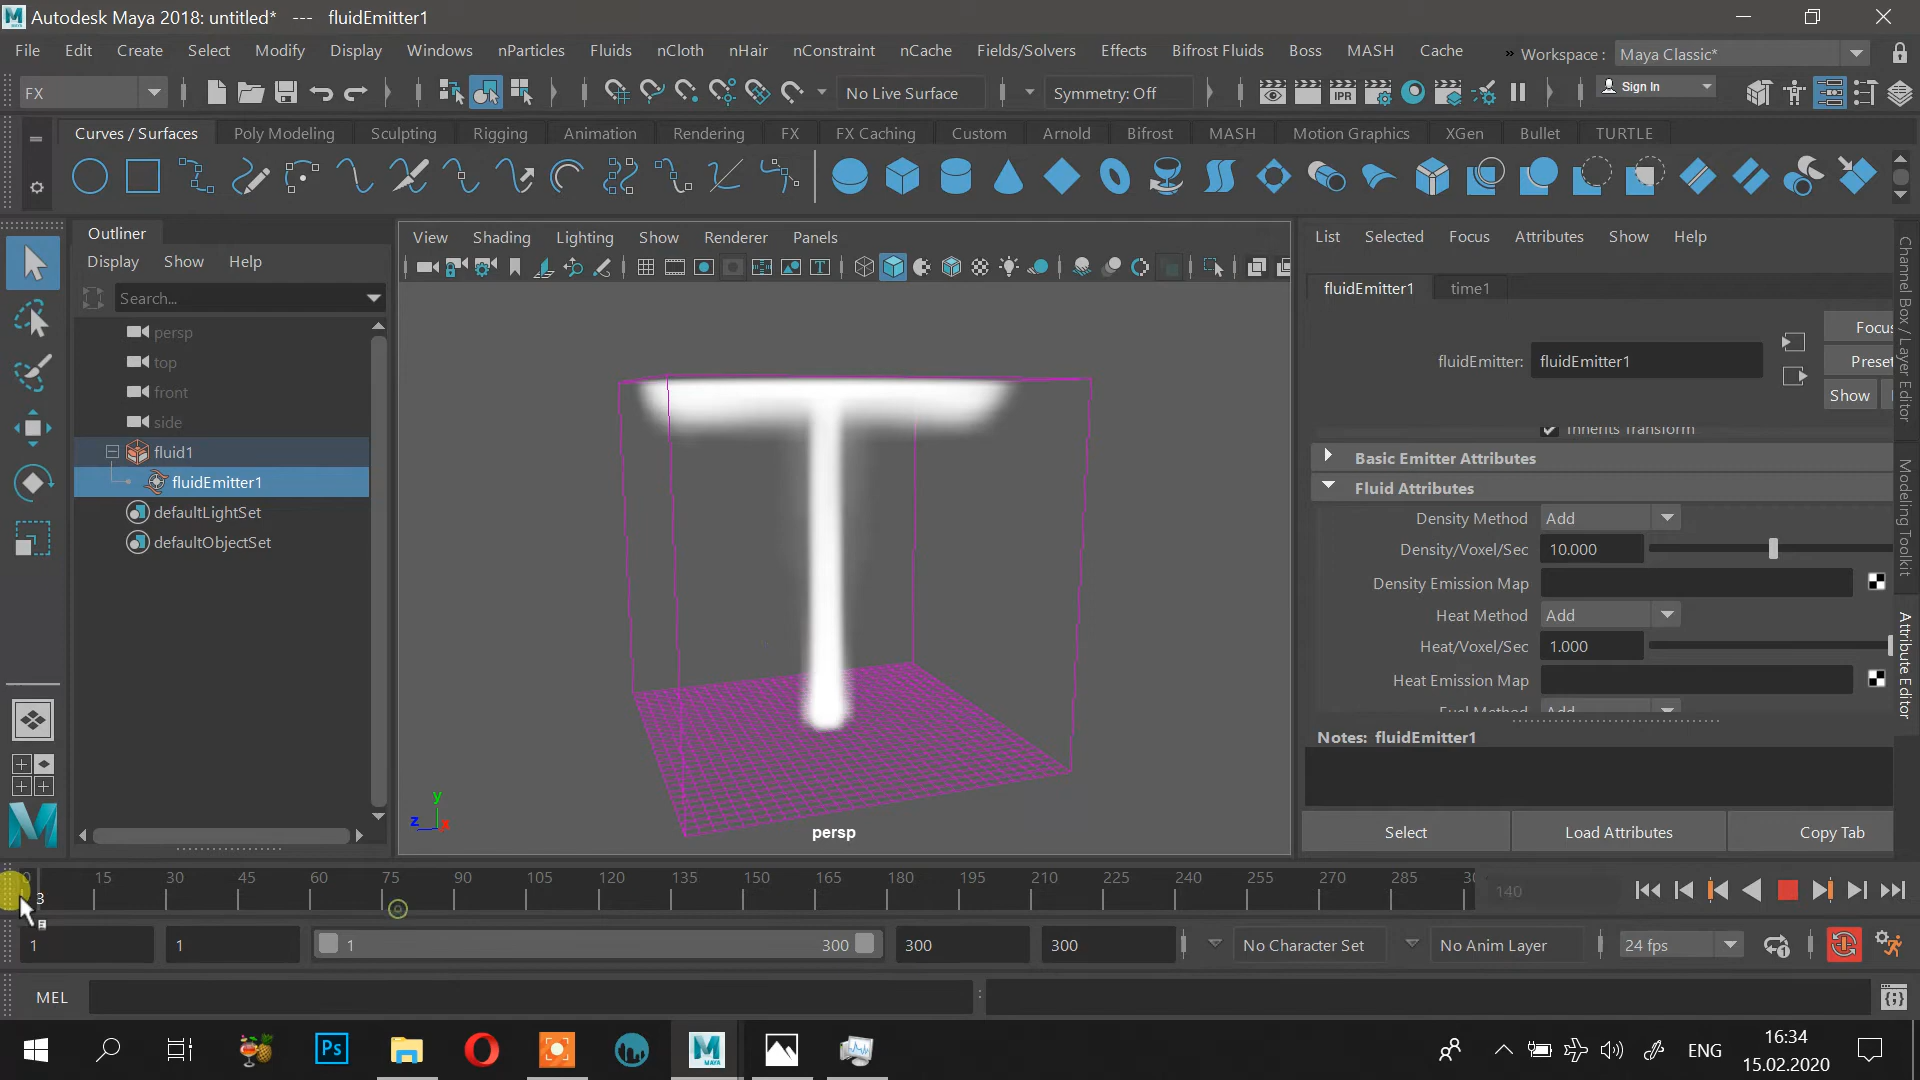 Autodesk Maya 2018: untitled* --- fluidEmitter1
File Edit Create Select Modify Display Windows nParticles Fluids nCloth nHair nConstraint nCache Fields/Solvers Effects Bifrost Fluids Boss MASH Cache » Workspace : Maya Classic*
FX No Live Surface Symmetry: Off IPR Sign In
Curves / Surfaces Poly Modeling Sculpting Rigging Animation Rendering FX FX Caching Custom Arnold Bifrost MASH Motion Graphics XGen Bullet TURTLE
Outliner
Display Show Help
Search...
persp
top
front
side
fluid1
fluidEmitter1
defaultLightSet
defaultObjectSet
View Shading Lighting Show Renderer Panels
y
z x
persp
List Selected Focus Attributes Show Help
fluidEmitter1 time1
Focus
fluidEmitter: fluidEmitter1
Preset
Show
Inherits Transform
Basic Emitter Attributes
Fluid Attributes
Density Method Add
Density/Voxel/Sec 10.000
Density Emission Map
Heat Method Add
Heat/Voxel/Sec 1.000
Heat Emission Map
Fuel Method Add
Notes: fluidEmitter1
Select Load Attributes Copy Tab
Channel Box / Layer Editor
Modeling Toolkit
Attribute Editor
0 15 30 45 60 75 90 105 120 135 150 165 180 195 210 225 240 255 270 285 30
3
140
1 1 1 300 300 300 No Character Set No Anim Layer 24 fps
MEL
Ps
MAYA
ENG
16:34
15.02.2020